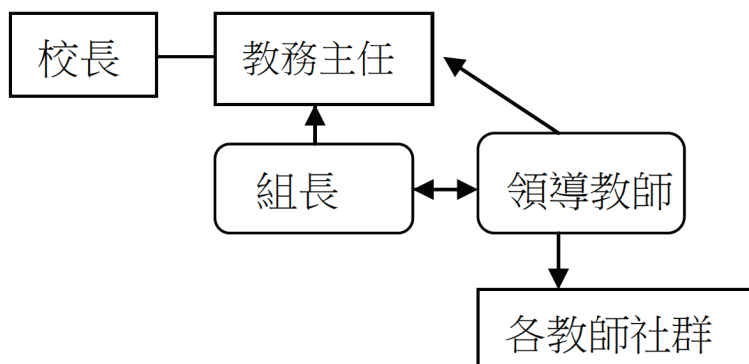 校長
教務主任
組長
領導教師
各教師社群